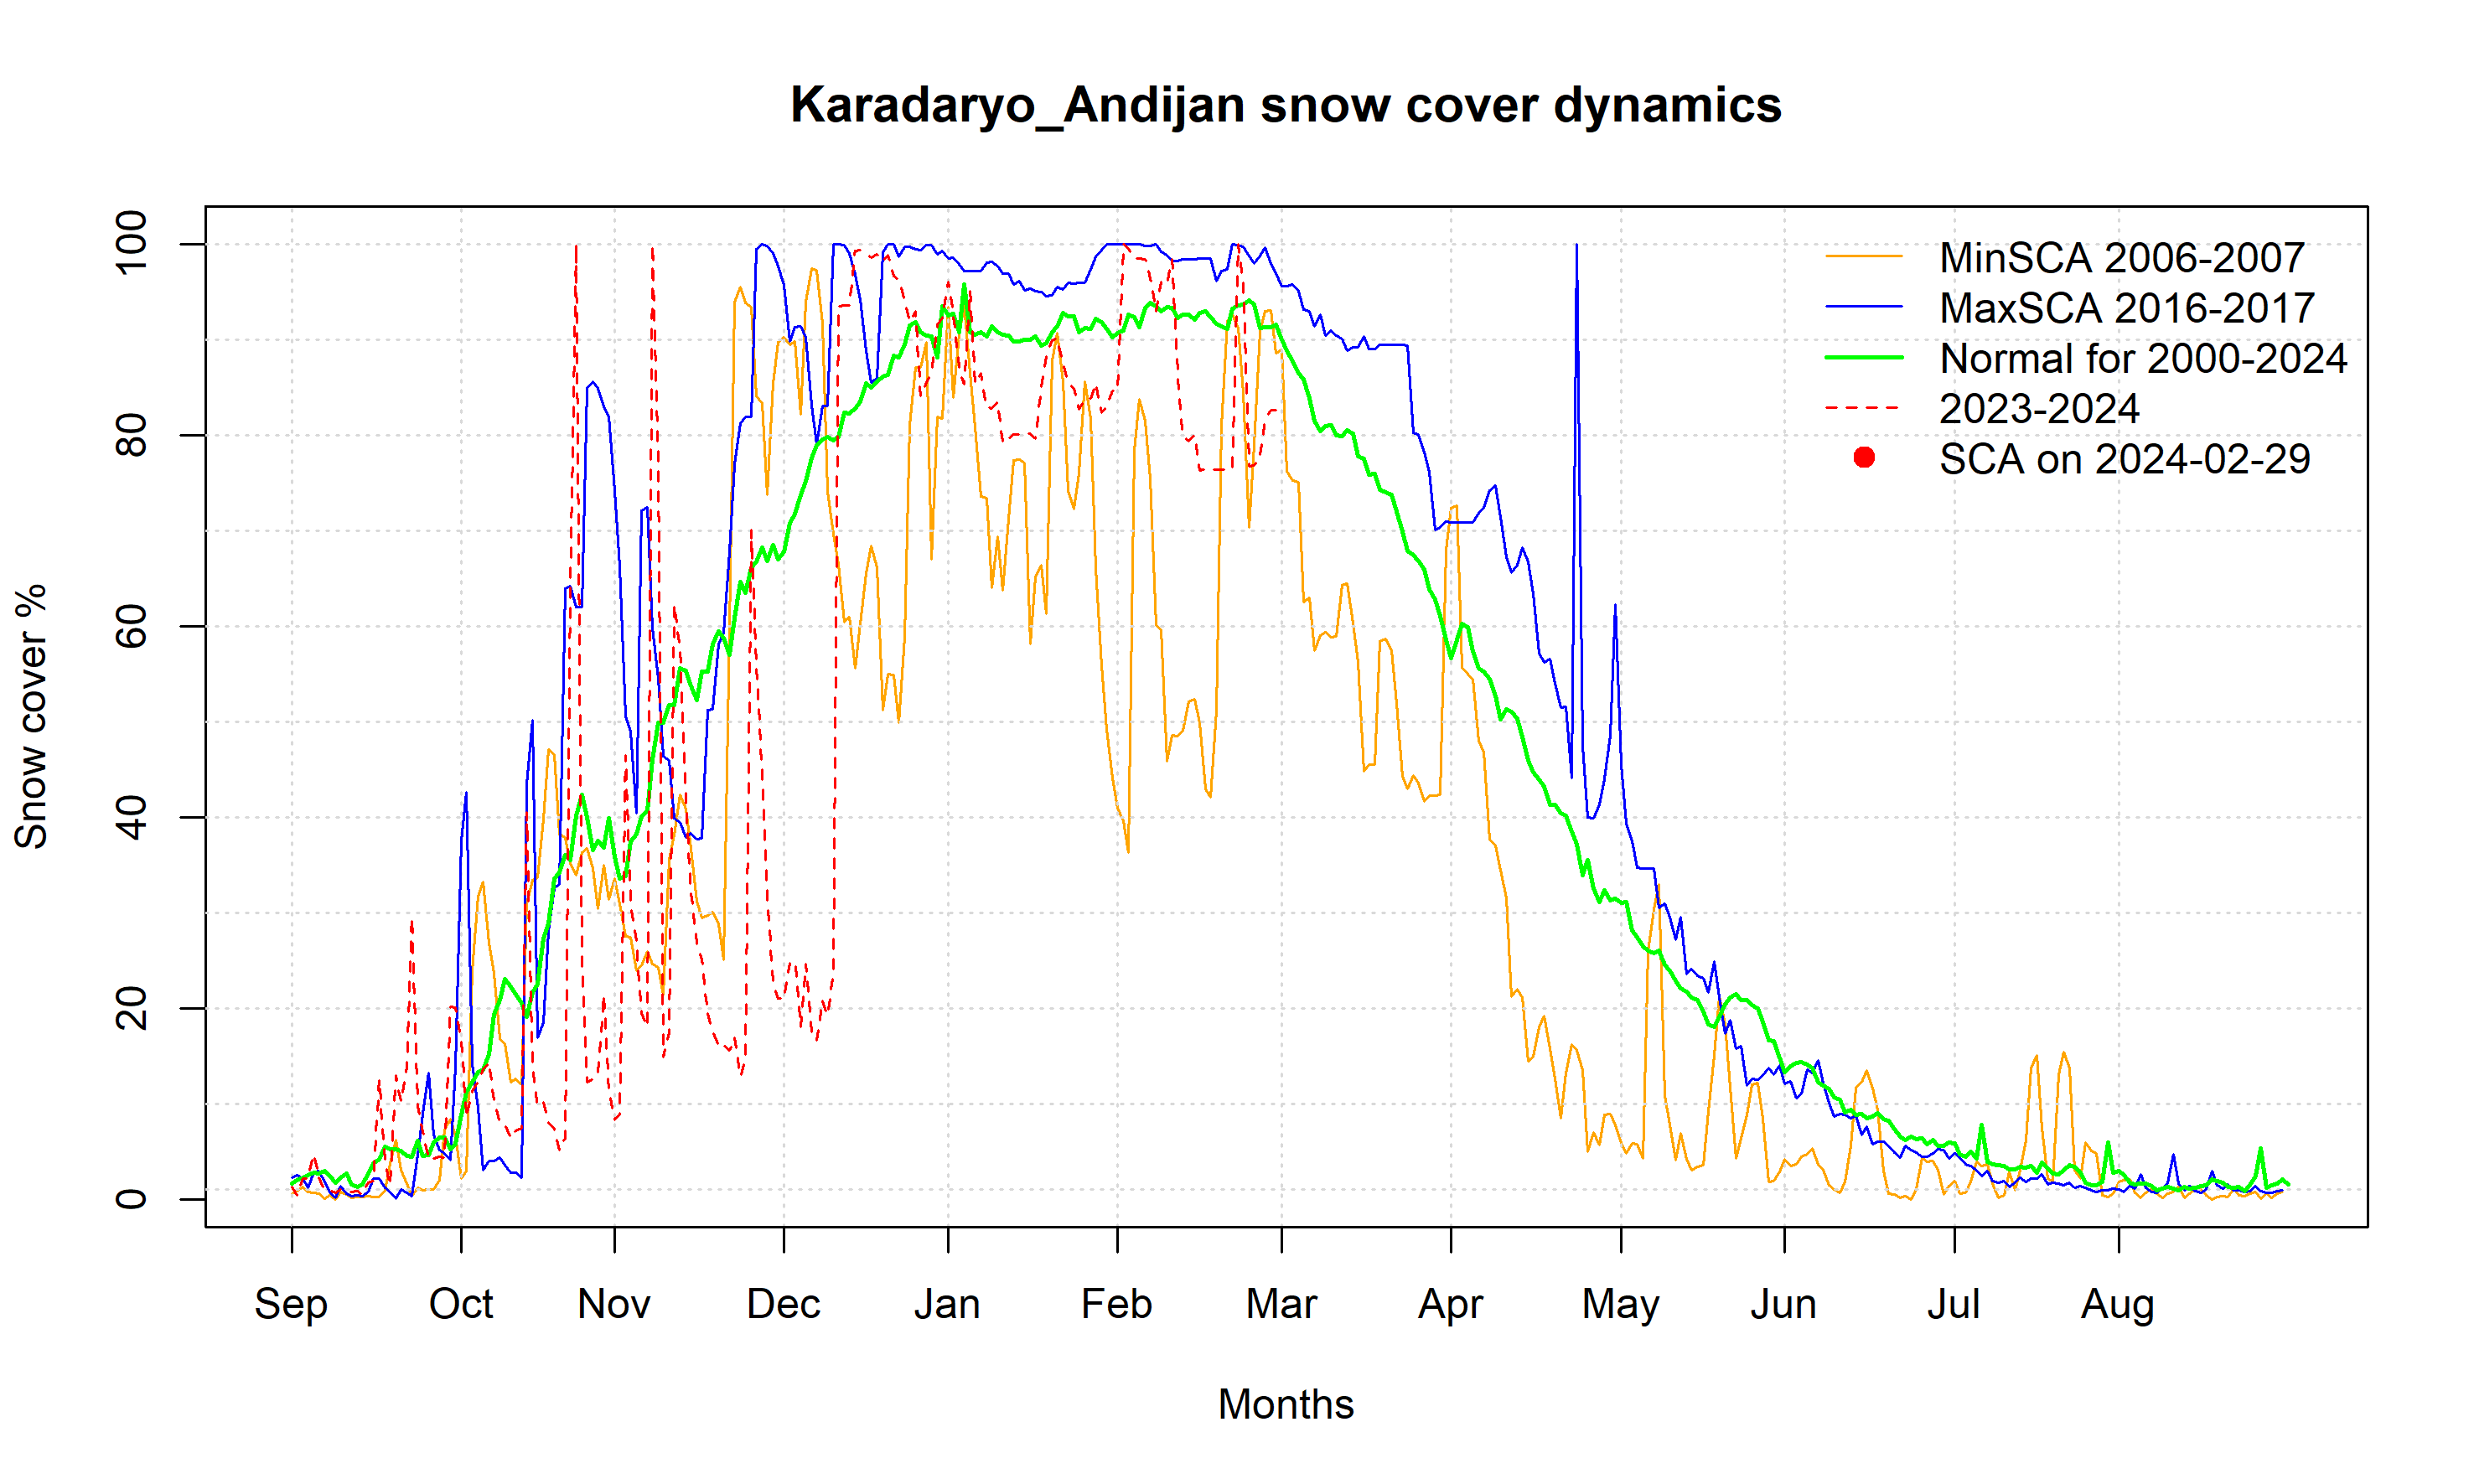 Karadaryo_Andijan snow cover dynamics
MinSCA 2006-2007
MaxSCA 2016-2017
Normal for 2000-2024
2023-2024
SCA on 2024-02-29
Snow cover %
100
80
60
40
20
0
Sep Oct Nov Dec Jan Feb Mar Apr May Jun Jul Aug
Months